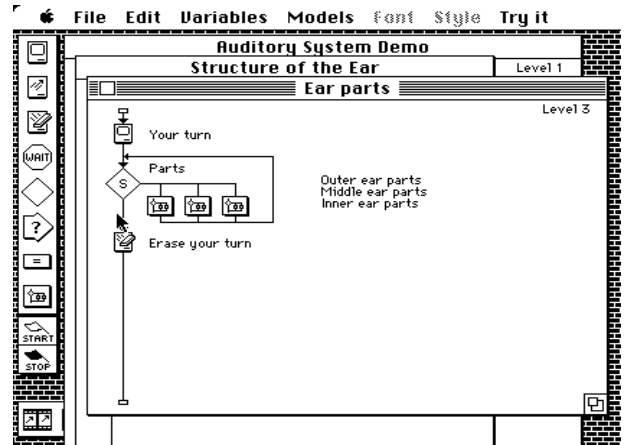 File Edit Variables Models Font Style Try it
Auditory System Demo
Structure of the Ear
Level 1
Ear parts
Level 3
Your turn
WAIT
Parts
S
Outer ear parts
Middle ear parts
Inner ear parts
?
Erase your turn
=
START
STOP